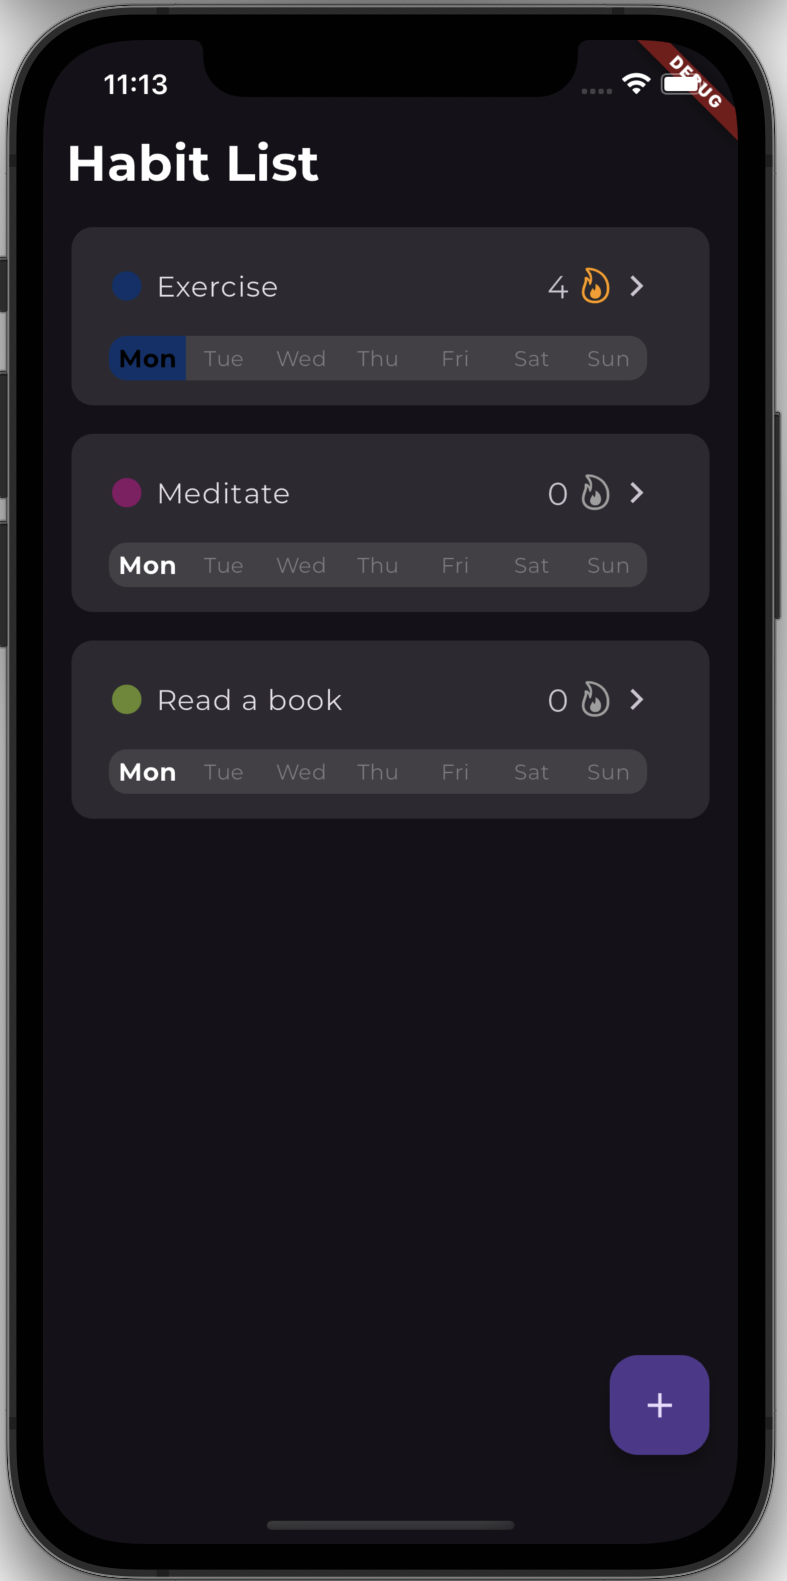 11:13
DEBUG
Habit List
Exercise 4
Mon Tue Wed Thu Fri Sat Sun
Meditate 0
Mon Tue Wed Thu Fri Sat Sun
Read a book 0
Mon Tue Wed Thu Fri Sat Sun
+